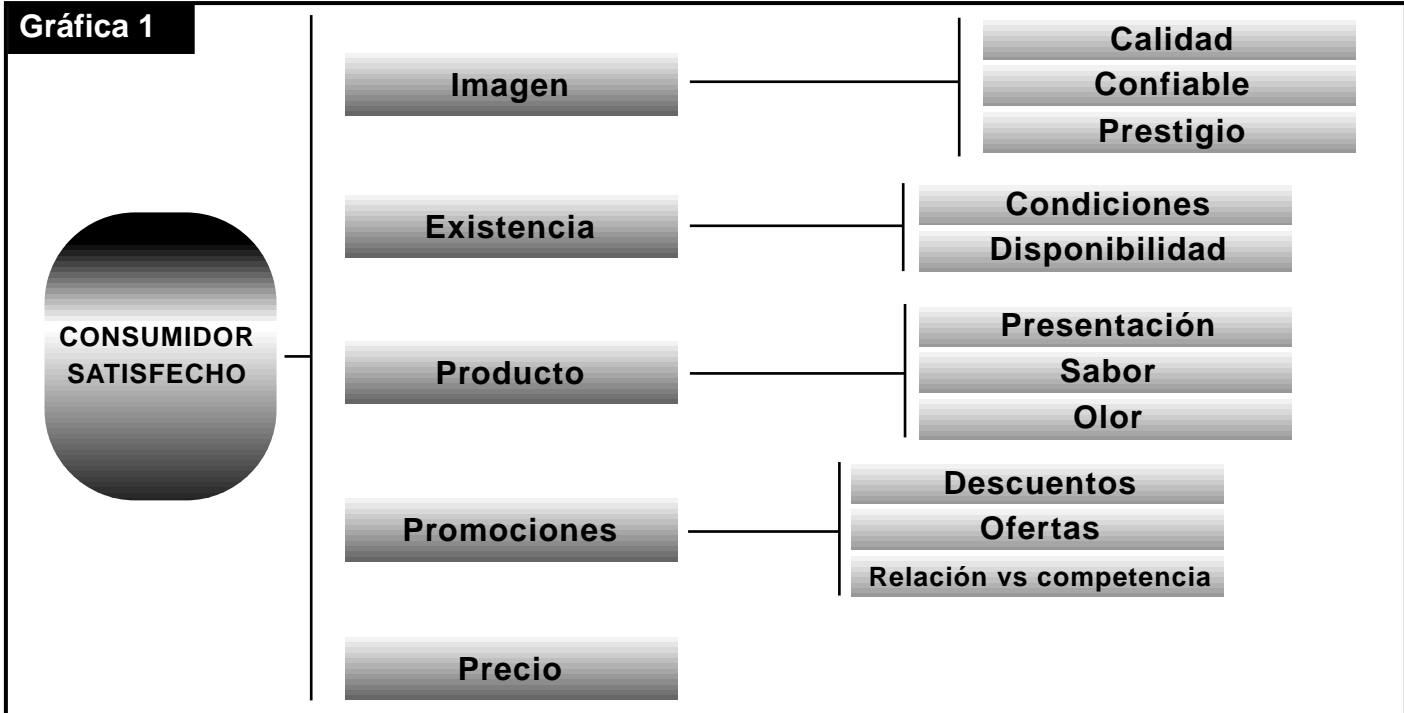 Gráfica 1
CONSUMIDOR
SATISFECHO
Imagen
Calidad
Confiable
Prestigio
Existencia
Condiciones
Disponibilidad
Producto
Presentación
Sabor
Olor
Promociones
Descuentos
Ofertas
Relación vs competencia
Precio